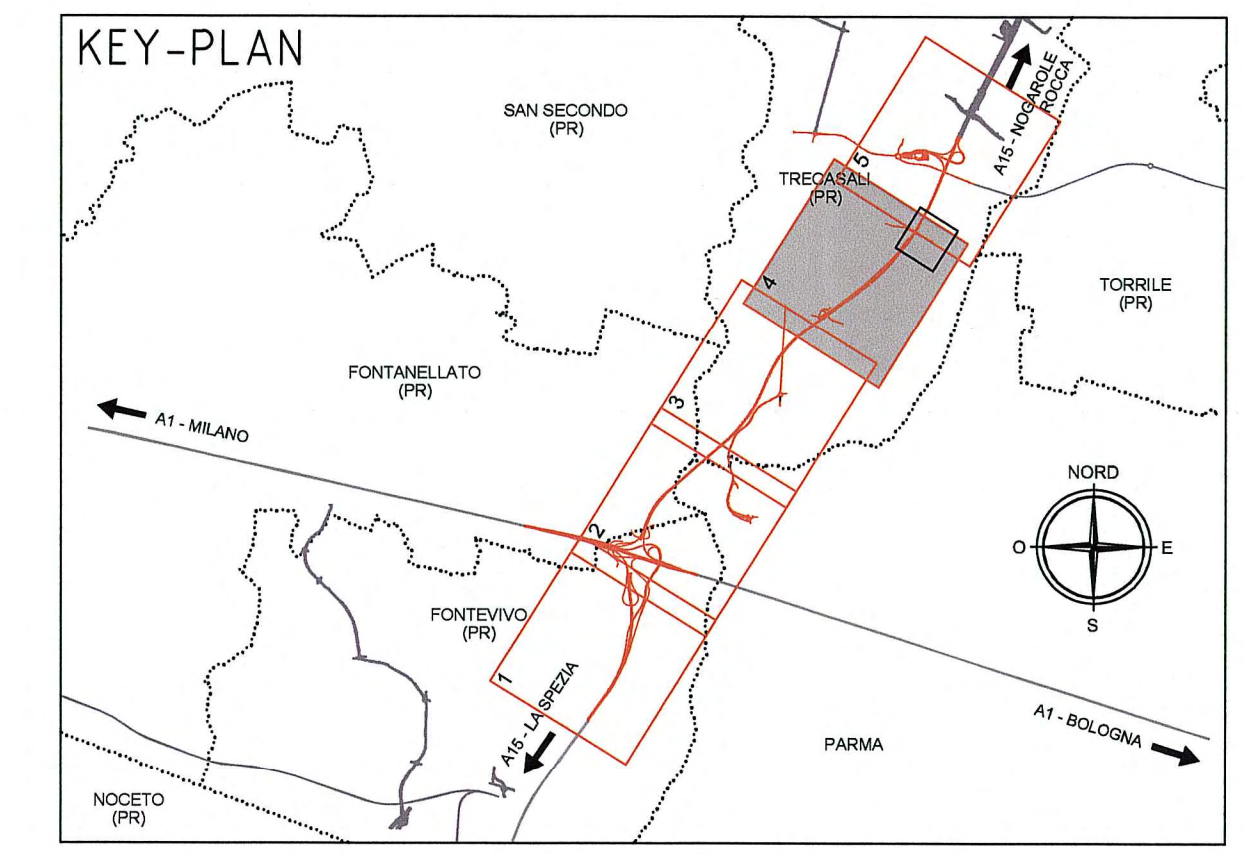 KEY-PLAN
SAN SECONDO
(PR)
A15 - NOGAROLE
ROCCA
5
TRECASALI
(PR)
4
TORRILE
(PR)
FONTANELLATO
(PR)
3
A1 - MILANO
NORD
O
E
S
2
FONTEVIVO
(PR)
1
A15 - LA SPEZIA
A1 - BOLOGNA
PARMA
NOCETO
(PR)